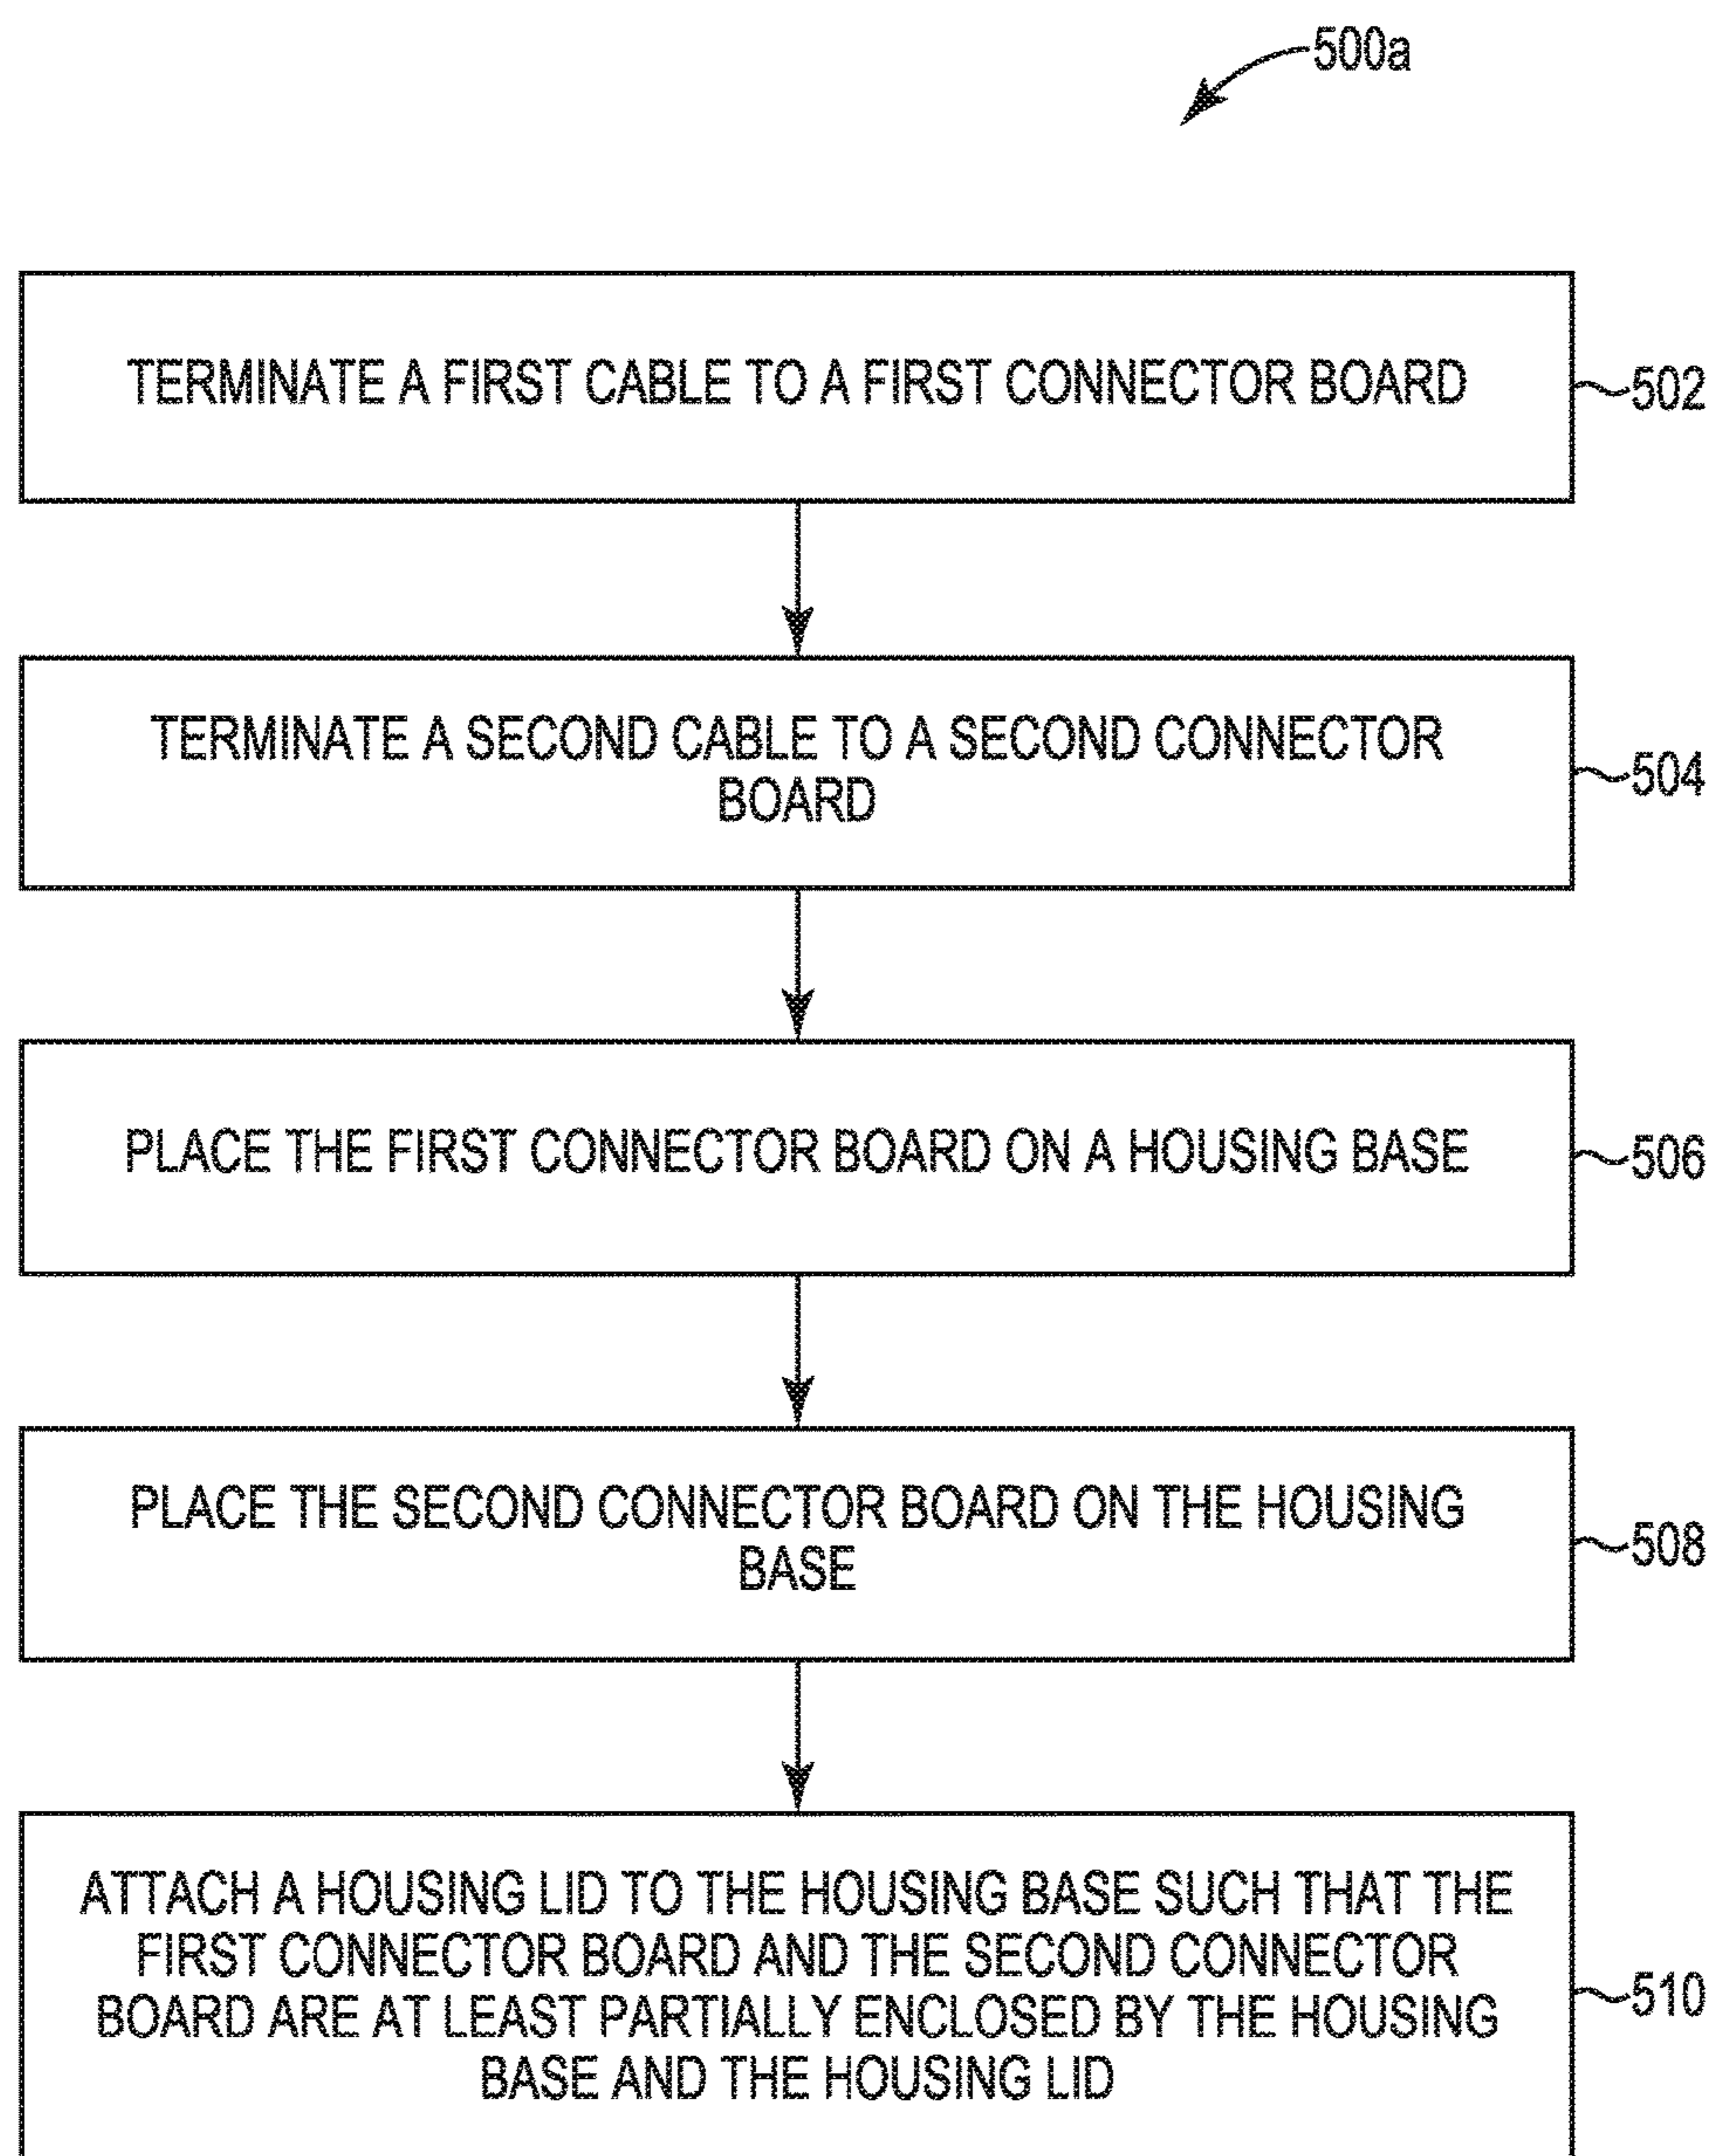 500a
TERMINATE A FIRST CABLE TO A FIRST CONNECTOR BOARD
502
TERMINATE A SECOND CABLE TO A SECOND CONNECTOR
BOARD
504
PLACE THE FIRST CONNECTOR BOARD ON A HOUSING BASE
506
PLACE THE SECOND CONNECTOR BOARD ON THE HOUSING
BASE
508
ATTACH A HOUSING LID TO THE HOUSING BASE SUCH THAT THE
FIRST CONNECTOR BOARD AND THE SECOND CONNECTOR
BOARD ARE AT LEAST PARTIALLY ENCLOSED BY THE HOUSING
BASE AND THE HOUSING LID
510